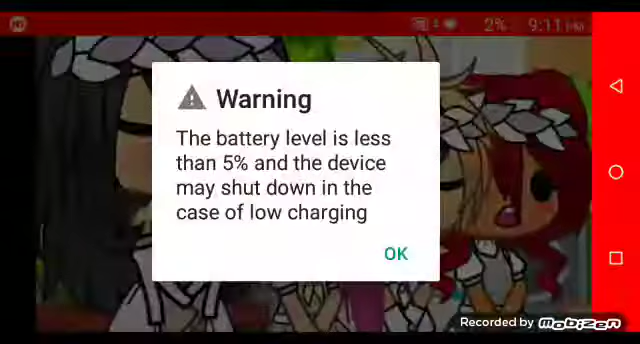 2% 9:11 PM
Warning
The battery level is less
than 5% and the device
may shut down in the
case of low charging
OK
Recorded by Mobizen